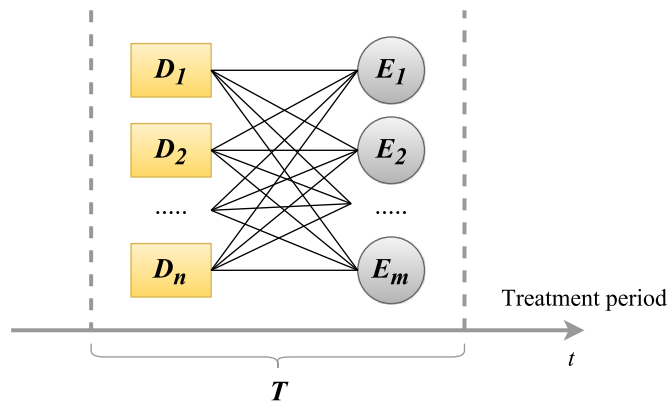 D1 E1
D2 E2
..... .....
Dn Em
Treatment period
t
T